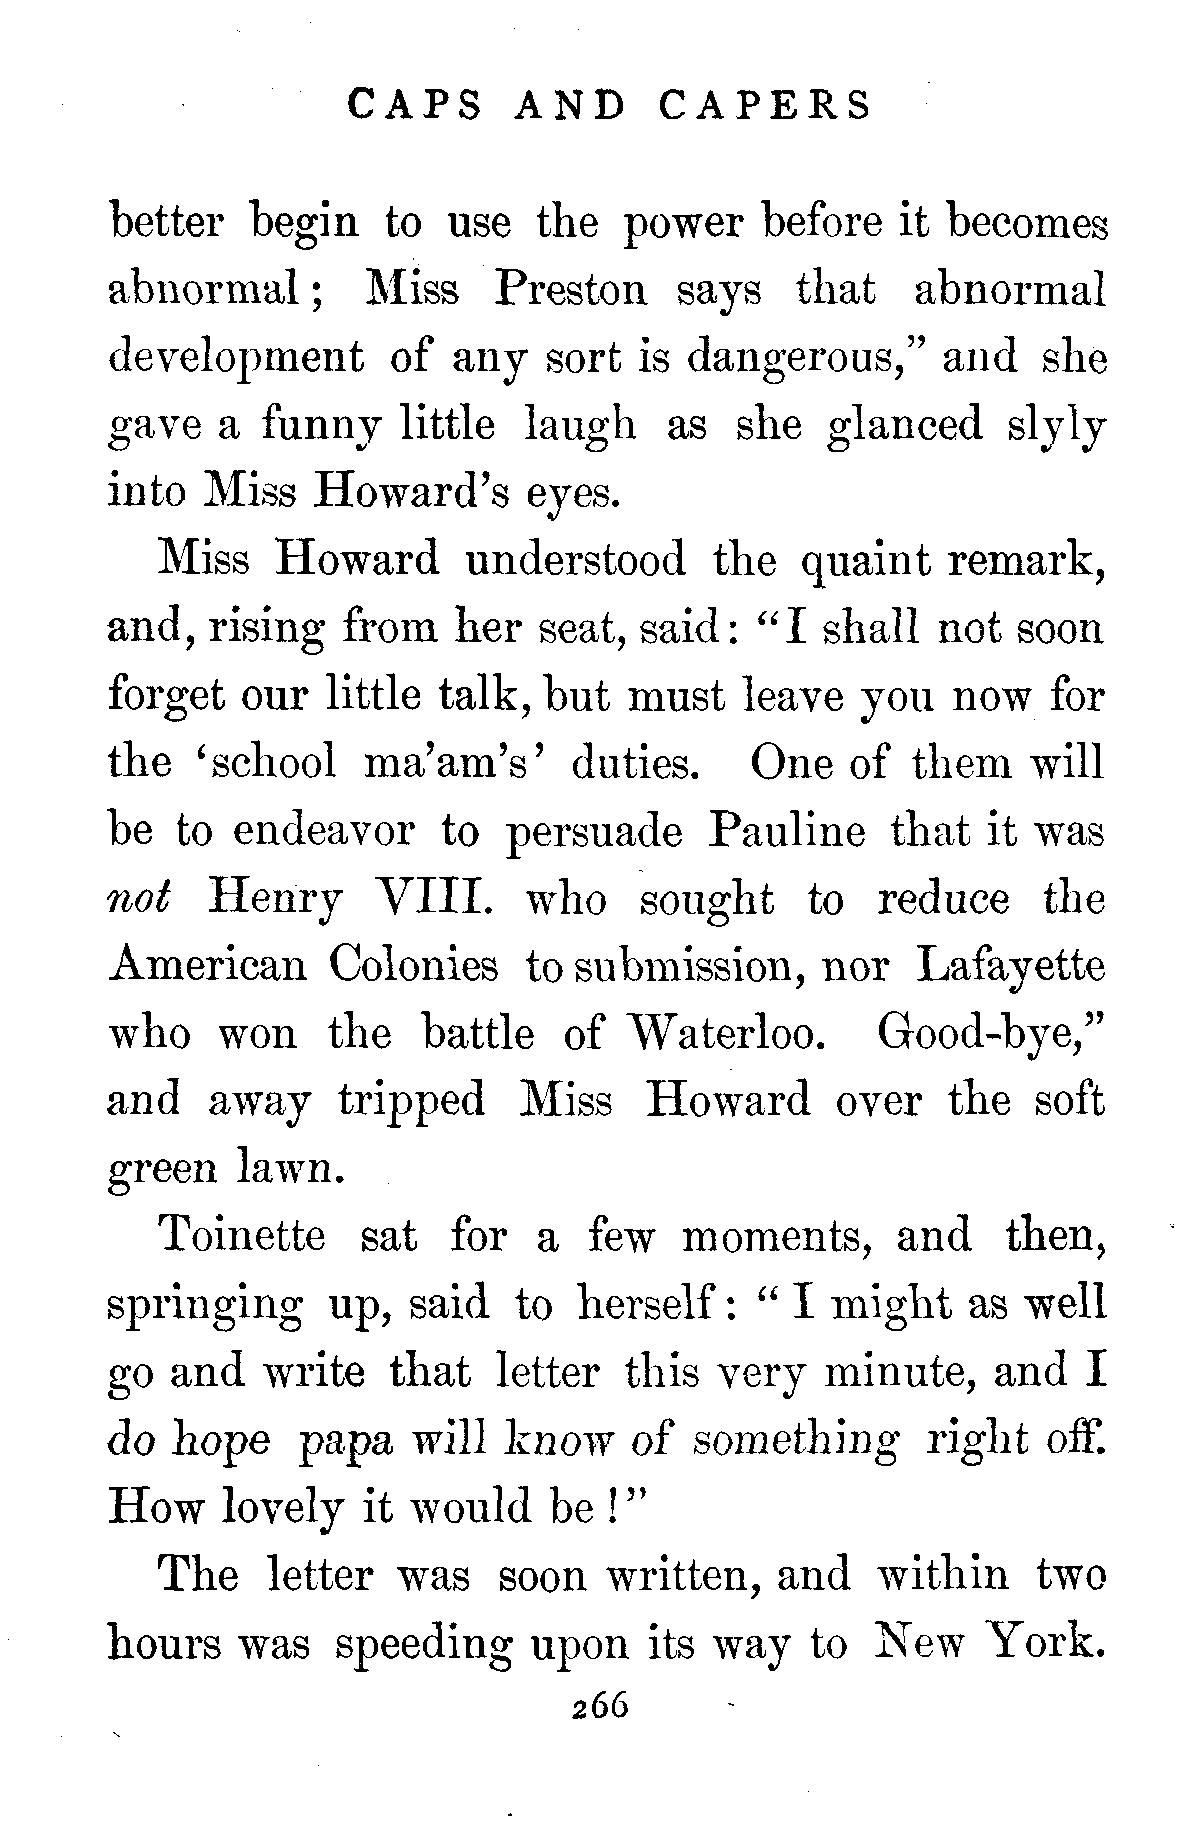 CAPS AND CAPERS
better begin to use the power before it becomes
abnormal; Miss Preston says that abnormal
development of any sort is dangerous,” and she
gave a funny little laugh as she glanced slyly
into Miss Howard’s eyes.
Miss Howard understood the quaint remark,
and, rising from her seat, said: “I shall not soon
forget our little talk, but must leave you now for
the ‘school ma’am’s’ duties. One of them will
be to endeavor to persuade Pauline that it was
not Henry VIII. who sought to reduce the
American Colonies to submission, nor Lafayette
who won the battle of Waterloo. Good-bye,”
and away tripped Miss Howard over the soft
green lawn.
Toinette sat for a few moments, and then,
springing up, said to herself: “I might as well
go and write that letter this very minute, and I
do hope papa will know of something right off.
How lovely it would be!”
The letter was soon written, and within two
hours was speeding upon its way to New York.
266